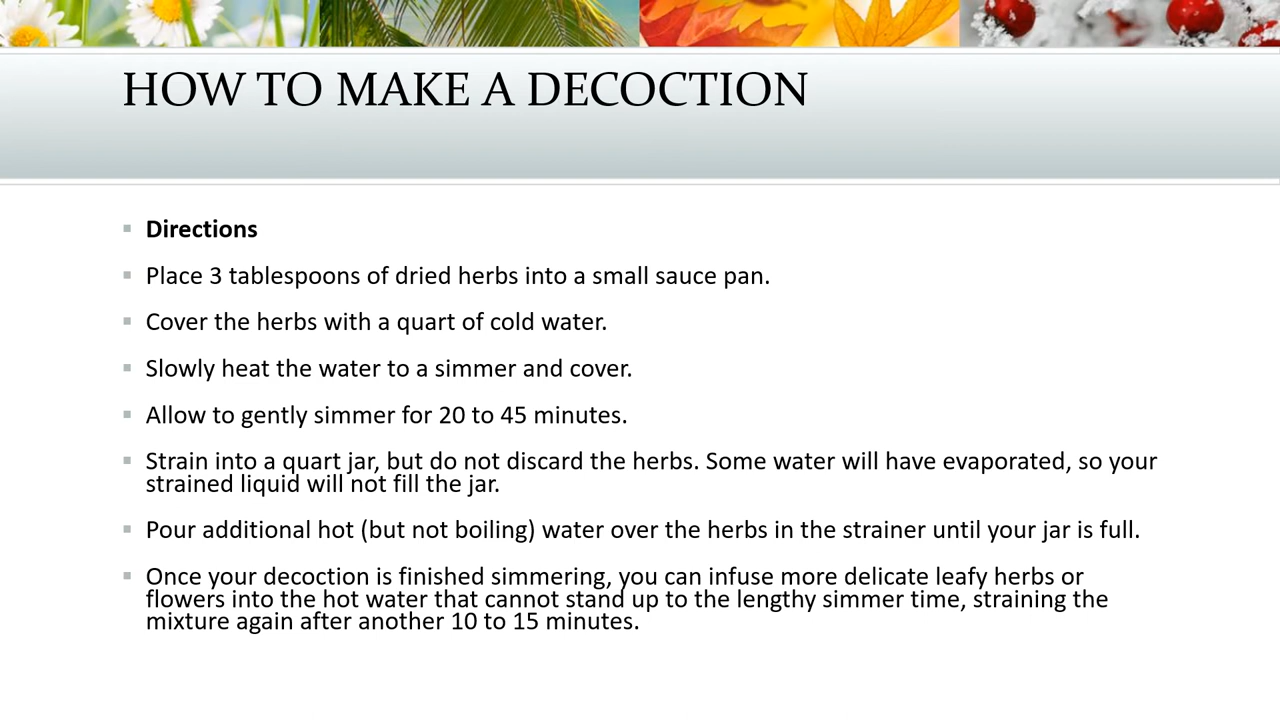 HOW TO MAKE A DECOCTION
Directions
Place 3 tablespoons of dried herbs into a small sauce pan.
Cover the herbs with a quart of cold water.
Slowly heat the water to a simmer and cover.
Allow to gently simmer for 20 to 45 minutes.
Strain into a quart jar, but do not discard the herbs. Some water will have evaporated, so your
strained liquid will not fill the jar.
Pour additional hot (but not boiling) water over the herbs in the strainer until your jar is full.
Once your decoction is finished simmering, you can infuse more delicate leafy herbs or
flowers into the hot water that cannot stand up to the lengthy simmer time, straining the
mixture again after another 10 to 15 minutes.